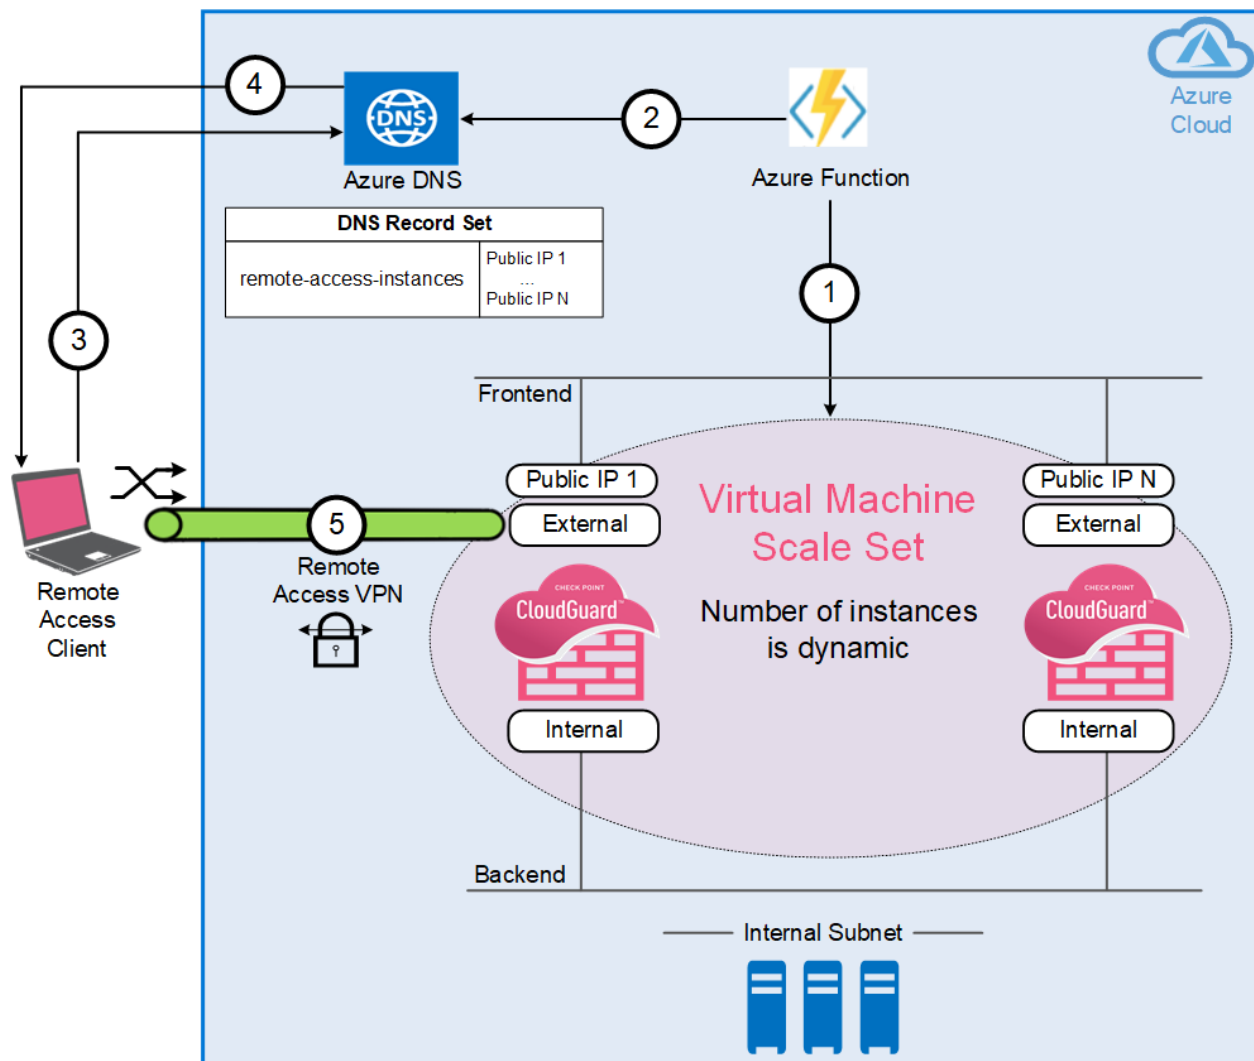 4
DNS
2
Azure
Cloud
Azure DNS
Azure Function
DNS Record Set
remote-access-instances
Public IP 1
...
Public IP N
1
3
Frontend
Public IP 1
External
Public IP N
External
Virtual Machine
Scale Set
5
Remote
Access VPN
Remote
Access
Client
CHECK POINT
CloudGuard™
Number of instances
is dynamic
CHECK POINT
CloudGuard™
Internal
Internal
Backend
Internal Subnet